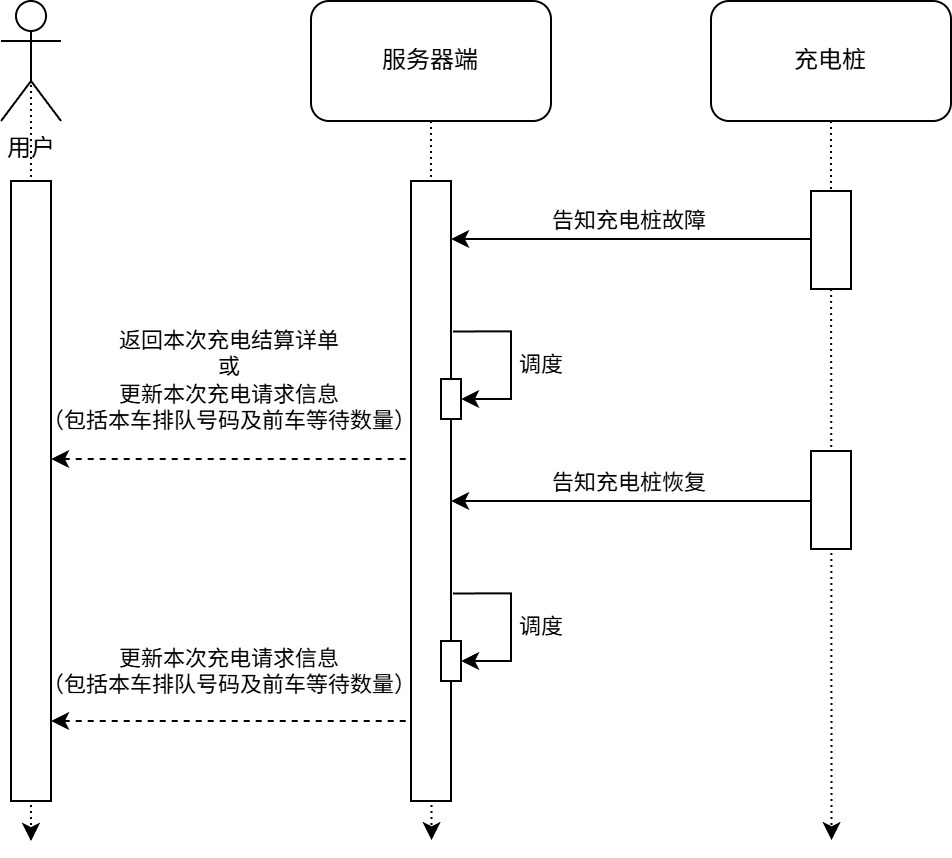 服务器端
充电桩
用户
告知充电桩故障
返回本次充电结算详单
或
更新本次充电请求信息
（包括本车排队号码及前车等待数量）
调度
告知充电桩恢复
调度
更新本次充电请求信息
（包括本车排队号码及前车等待数量）